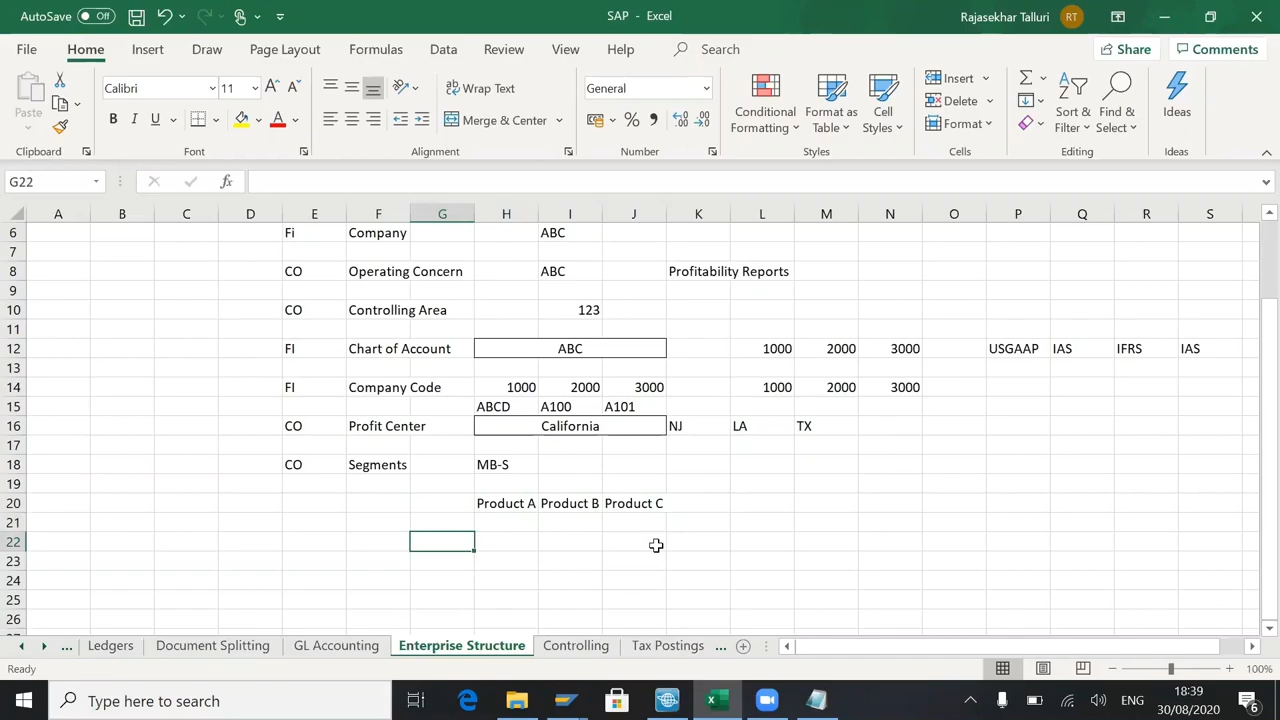 AutoSave Off SAP - Excel Rajasekhar Talluri RT
File Home Insert Draw Page Layout Formulas Data Review View Help Search Share Comments
Paste Calibri 11 Wrap Text General Conditional Formatting Format as Table Cell Styles Insert Sort & Filter Find & Select Ideas
B I U A Merge & Center % Delete
Format
Clipboard Font Alignment Number Styles Cells Editing Ideas
G22 fx
A B C D E F G H I J K L M N O P Q R S
6 Fi Company ABC
7
8 CO Operating Concern ABC Profitability Reports
9
10 CO Controlling Area 123
11
12 FI Chart of Account ABC 1000 2000 3000 USGAAP IAS IFRS IAS
13
14 FI Company Code 1000 2000 3000 1000 2000 3000
15 ABCD A100 A101
16 CO Profit Center California NJ LA TX
17
18 CO Segments MB-S
19
20 Product A Product B Product C
21
22
23
24
25
26
... Ledgers Document Splitting GL Accounting Enterprise Structure Controlling Tax Postings ...
Ready 100%
Type here to search ENG 18:39
30/08/2020 6